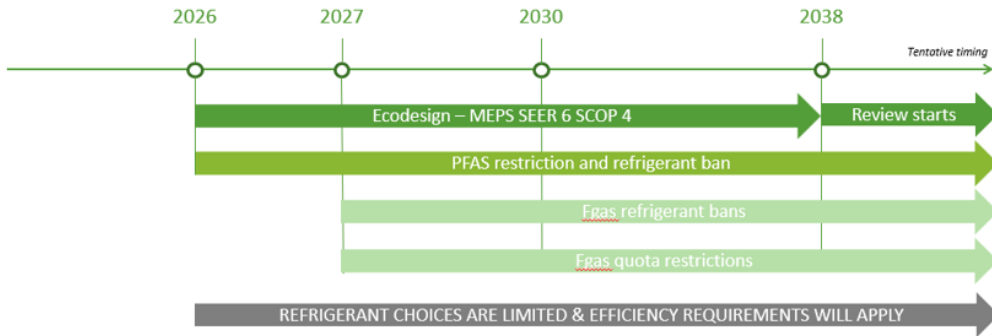 2026 2027 2030 2038
Tentative timing
Ecodesign – MEPS SEER 6 SCOP 4
Review starts
PFAS restriction and refrigerant ban
Fgas refrigerant bans
Fgas quota restrictions
REFRIGERANT CHOICES ARE LIMITED & EFFICIENCY REQUIREMENTS WILL APPLY